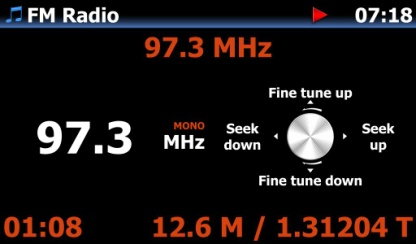 FM Radio 07:18
97.3 MHz
Fine tune up
97.3 MONO MHz
Seek down
Seek up
Fine tune down
01:08 12.6 M / 1.31204 T